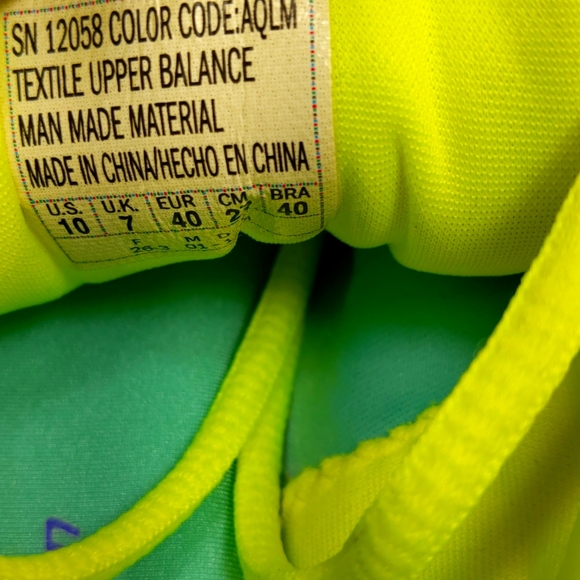 SN 12058 COLOR CODE:AQLM
TEXTILE UPPER BALANCE
MAN MADE MATERIAL
MADE IN CHINA/HECHO EN CHINA
U.S. U.K. EUR CM BRA
10 7 40 40
F M